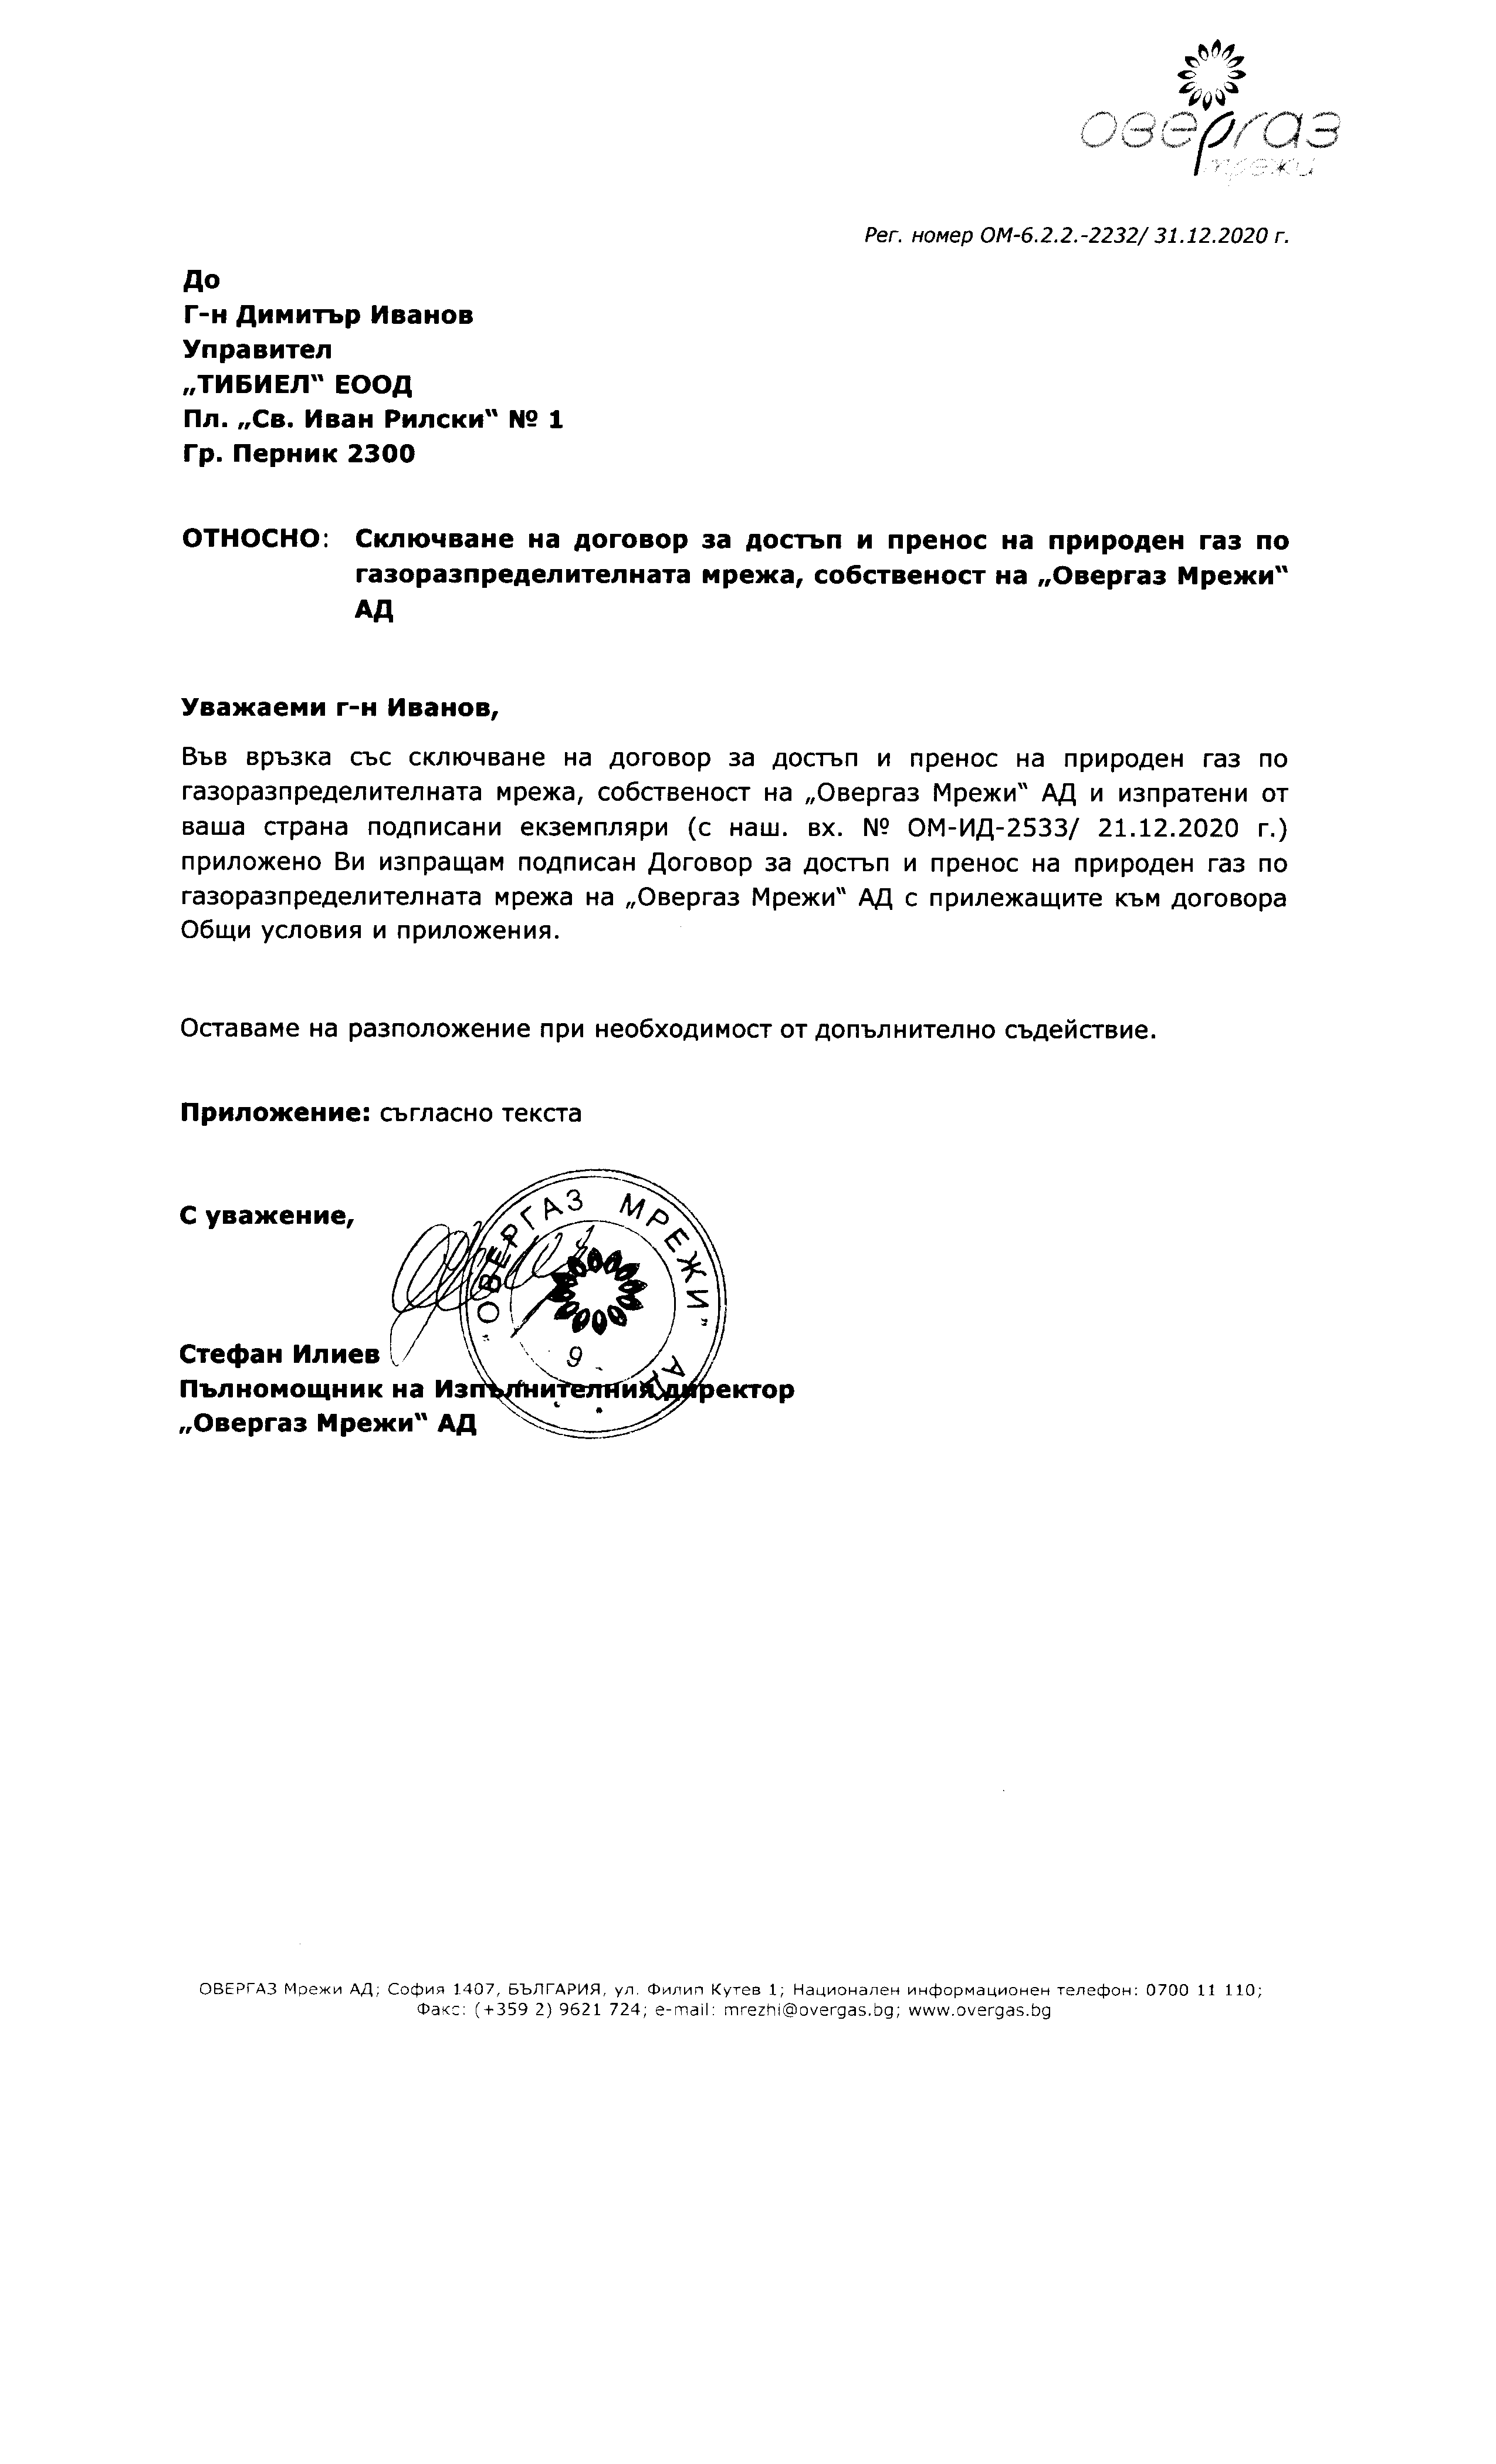 овергаз
мрежи
Рег. номер ОМ-6.2.2.-2232/ 31.12.2020 г.
До
Г-н Димитър Иванов
Управител
„ТИБИЕЛ“ ЕООД
Пл. „Св. Иван Рилски“ № 1
Гр. Перник 2300
ОТНОСНО: Сключване на договор за достъп и пренос на природен газ по
газоразпределителната мрежа, собственост на „Овергаз Мрежи“
АД
Уважаеми г-н Иванов,
Във връзка със сключване на договор за достъп и пренос на природен газ по
газоразпределителната мрежа, собственост на „Овергаз Мрежи“ АД и изпратени от
ваша страна подписани екземпляри (с наш. вх. № ОМ-ИД-2533/ 21.12.2020 г.)
приложено Ви изпращам подписан Договор за достъп и пренос на природен газ по
газоразпределителната мрежа на „Овергаз Мрежи“ АД с прилежащите към договора
Общи условия и приложения.
Оставаме на разположение при необходимост от допълнително съдействие.
Приложение: съгласно текста
С уважение,
"ОВЕРГАЗ МРЕЖИ" АД
9
Стефан Илиев
Пълномощник на Изпълнителния директор
„Овергаз Мрежи“ АД
ОВЕРГАЗ Мрежи АД; София 1407, БЪЛГАРИЯ, ул. Филип Кутев 1; Национален информационен телефон: 0700 11 110;
Факс: (+359 2) 9621 724; e-mail: mrezhi@overgas.bg; www.overgas.bg